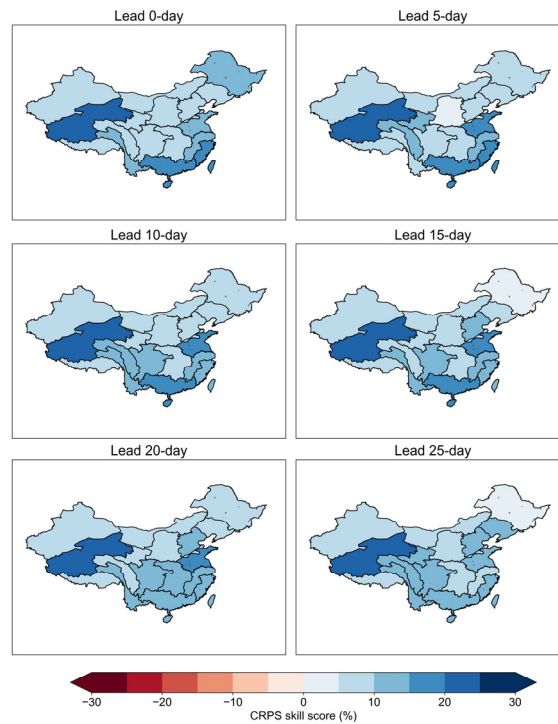 Lead 0-day
Lead 5-day
Lead 10-day
Lead 15-day
Lead 20-day
Lead 25-day
−30 −20 −10 0 10 20 30
CRPS skill score (%)